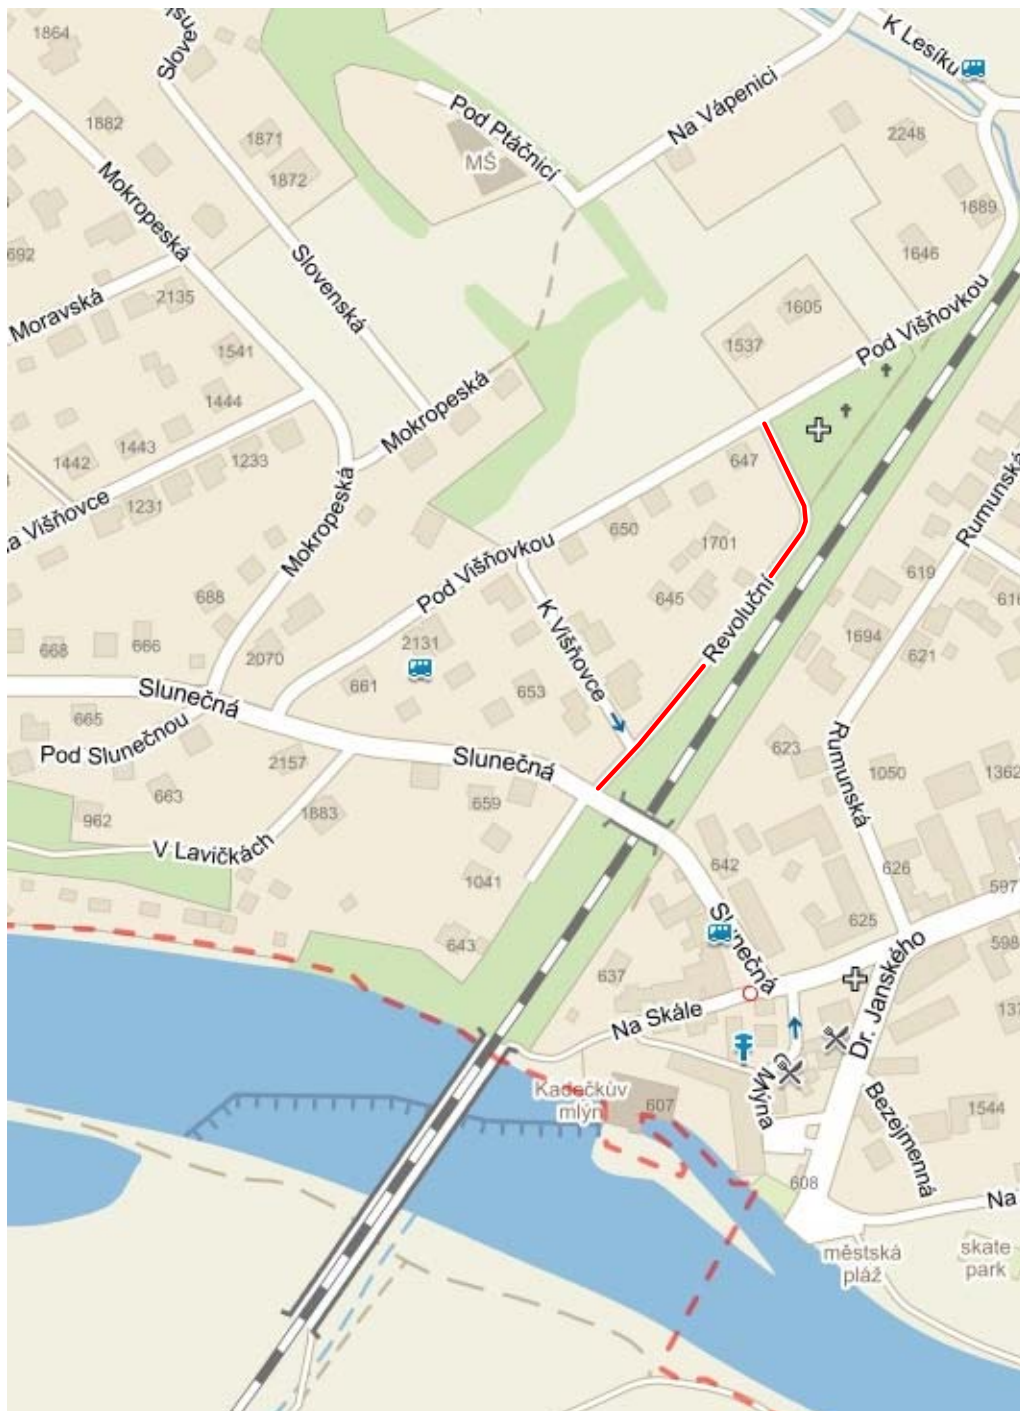 1864
Slove
K Lesíku
1882
1871
Pod Ptáčnicí
Na Vápenici
2248
MŠ
1872
Mokropeská
1889
692
Slovenská
1646
Moravská
2135
1605
Pod Višňovkou
1541
1537
1444
Mokropeská
1443
1442
1233
647
1231
Višňovce
Mokropeská
650
Rumunská
1701
Pod Višňovkou
619
688
645
616
K Višňovce
Revoluční
1694
668
666
2131
621
2070
661
653
Slunečná
665
Pod Slunečnou
2157
Slunečná
623
Rumunská
1050
1362
663
962
1883
659
V Lavičkách
642
626
1041
597
625
643
Slunečná
598
637
Dr. Janského
Na Skále
137
Kadečkův
mlýn
607
Mlýna
Bezejmenná
1544
608
Na
městská
pláž
skate
park